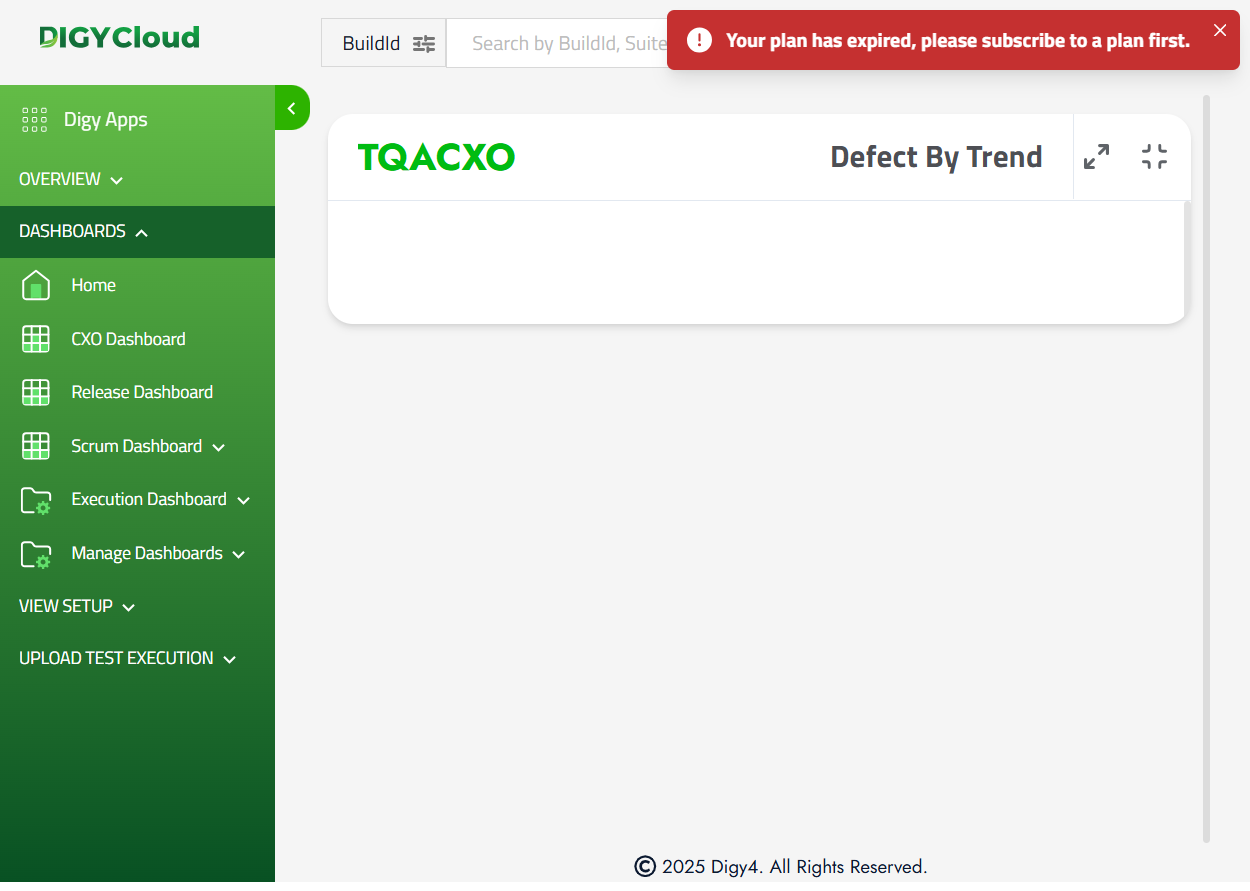 DIGYCloud
BuildId
Search by BuildId, Suite
Your plan has expired, please subscribe to a plan first.
Digy Apps
OVERVIEW
DASHBOARDS
Home
CXO Dashboard
Release Dashboard
Scrum Dashboard
Execution Dashboard
Manage Dashboards
VIEW SETUP
UPLOAD TEST EXECUTION
TQACXO
Defect By Trend
© 2025 Digy4. All Rights Reserved.